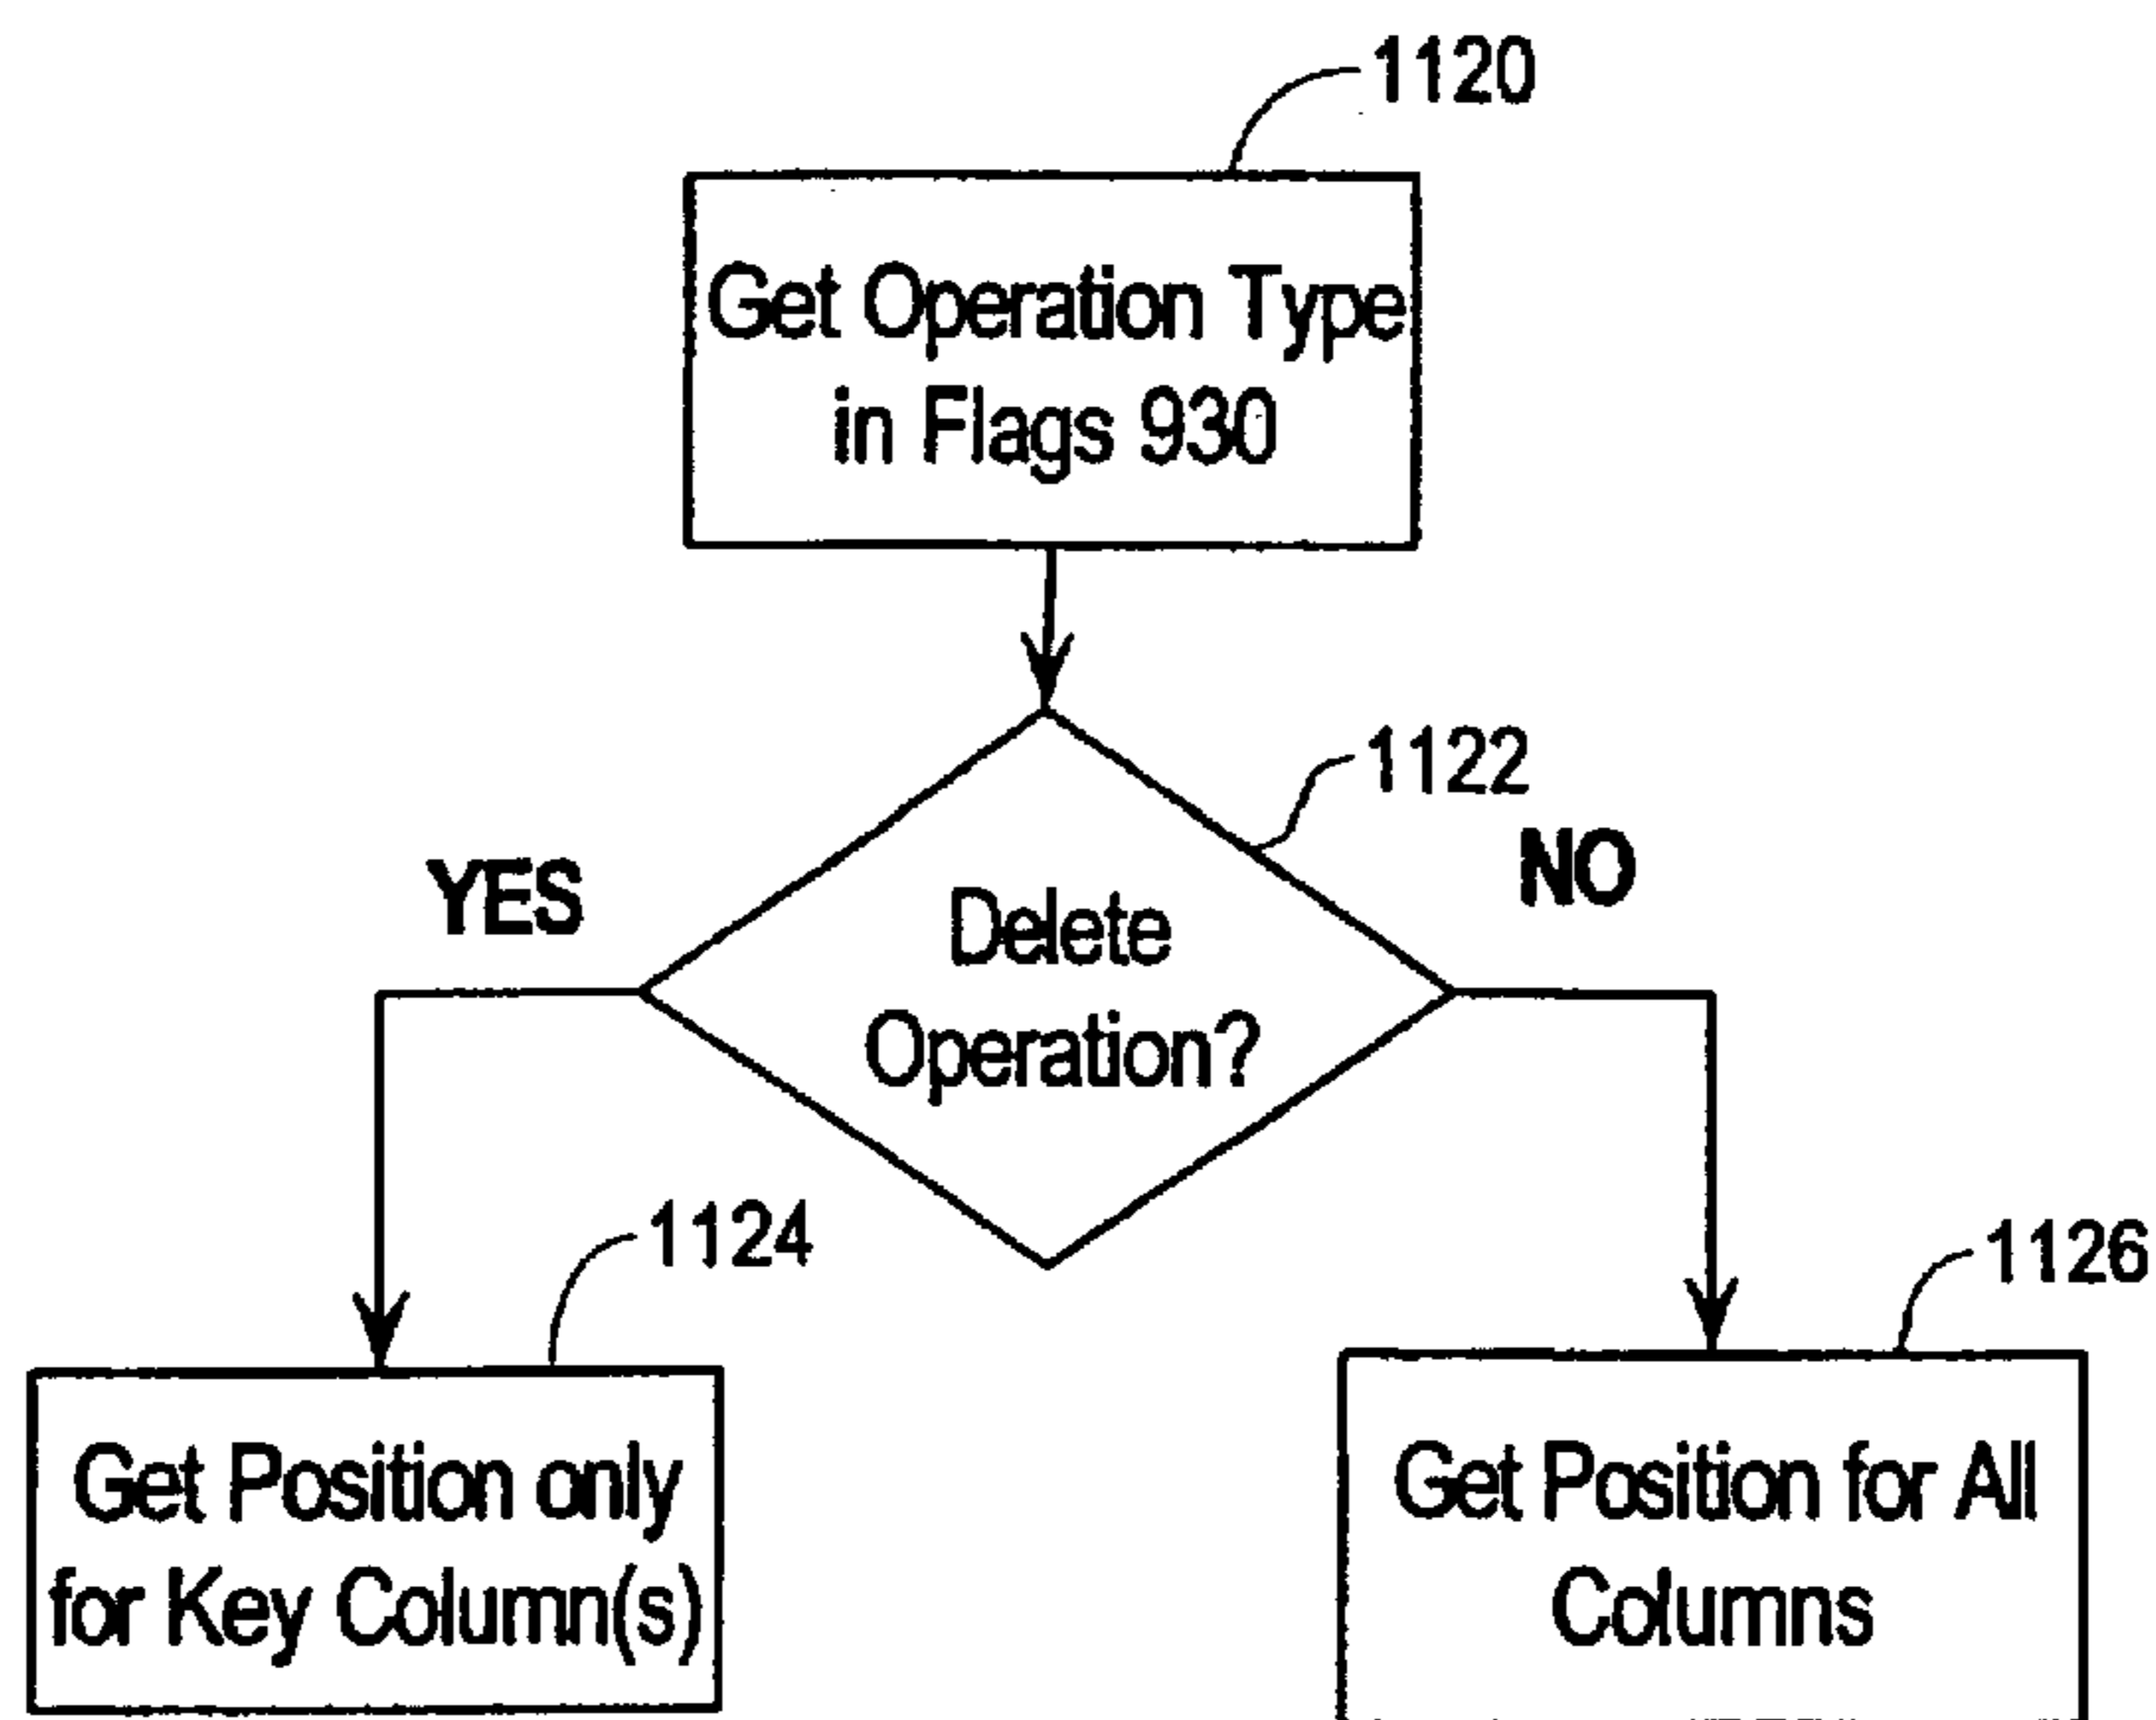 1120
Get Operation Type
in Flags 930
1122
YES
NO
Delete
Operation?
1124
1126
Get Position only
for Key Column(s)
Get Position for All
Columns